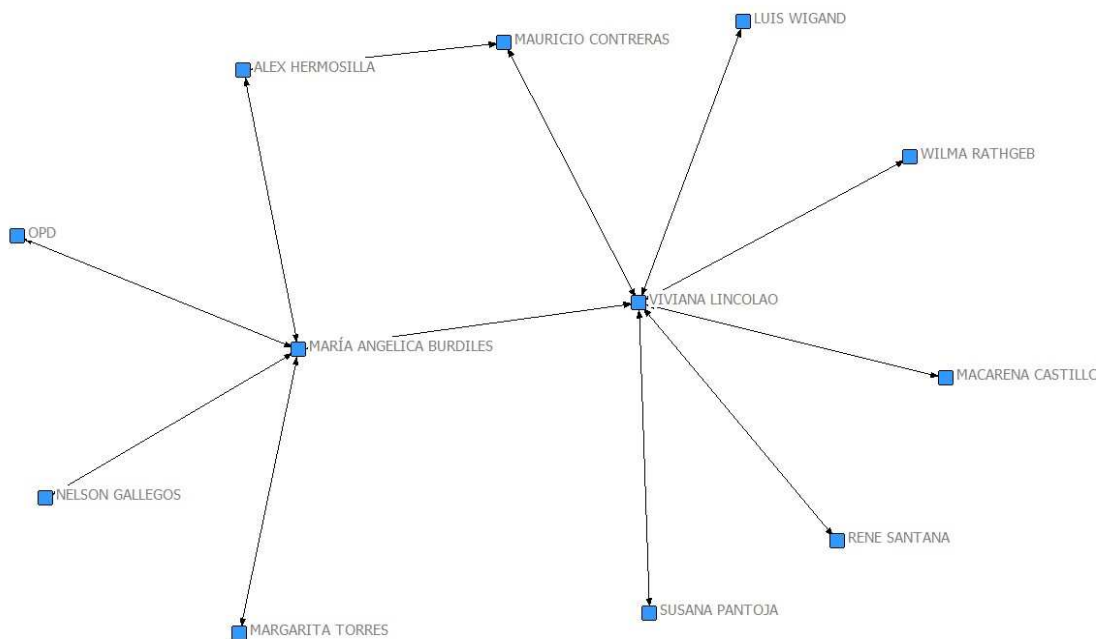 LUIS WIGAND
MAURICIO CONTRERAS
ALEX HERMOSILLA
WILMA RATHGEB
OPD
VIVIANA LINCOLAO
MARÍA ANGELICA BURDILES
MACARENA CASTILLO
NELSON GALLEGOS
RENE SANTANA
SUSANA PANTOJA
MARGARITA TORRES